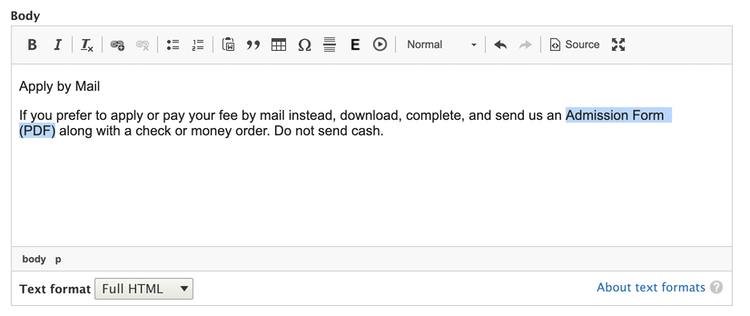 Body
B I Tx Normal Source
Apply by Mail
If you prefer to apply or pay your fee by mail instead, download, complete, and send us an Admission Form
(PDF) along with a check or money order. Do not send cash.
body p
Text format Full HTML About text formats ?